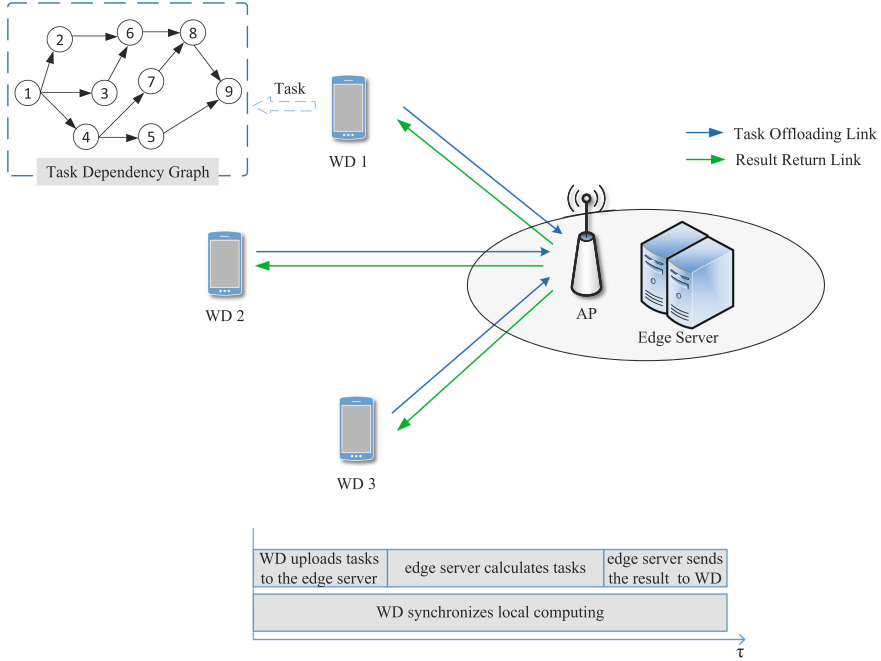 2
6
8
1
3
7
9
4
5
Task Dependency Graph
Task
WD 1
Task Offloading Link
Result Return Link
WD 2
AP
Edge Server
WD 3
WD uploads tasks
to the edge server
edge server calculates tasks
edge server sends
the result to WD
WD synchronizes local computing
τ